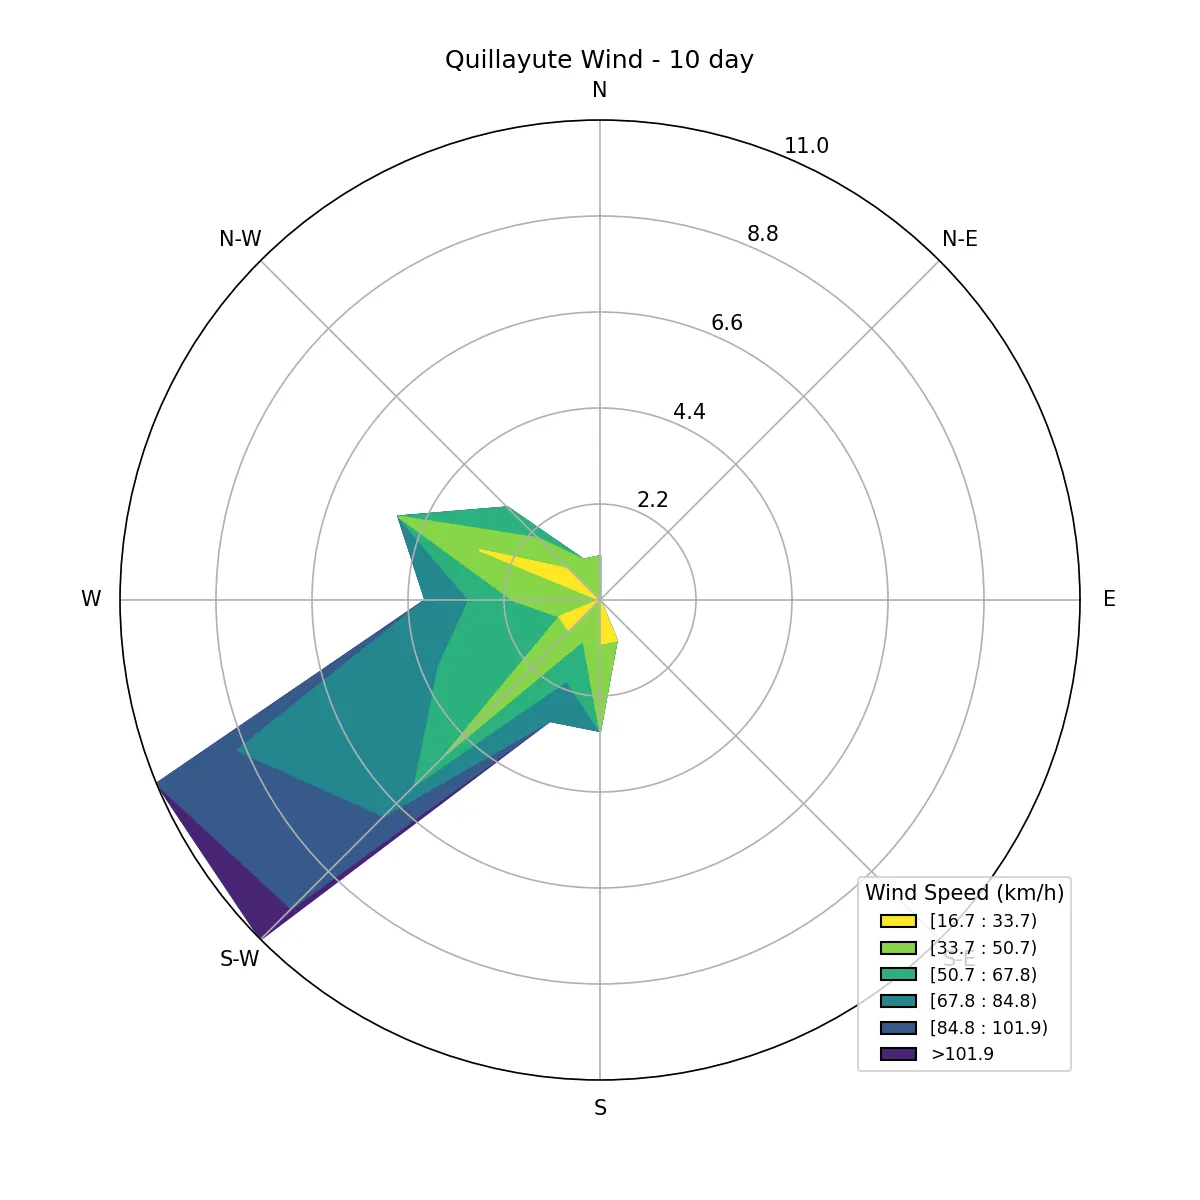 Quillayute Wind - 10 day
N
11.0
N-W
8.8
N-E
6.6
4.4
2.2
W
E
S-W
S-E
Wind Speed (km/h)
[16.7 : 33.7)
[33.7 : 50.7)
[50.7 : 67.8)
[67.8 : 84.8)
[84.8 : 101.9)
>101.9
S